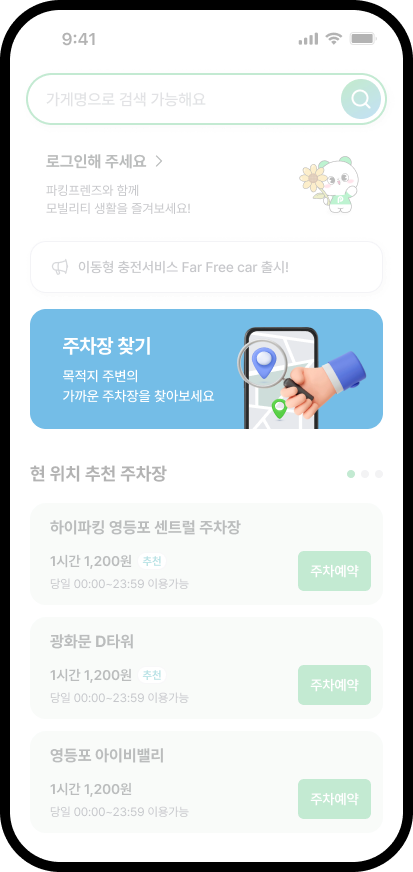 9:41
가게명으로 검색 가능해요
로그인해 주세요
파킹프렌즈와 함께
모빌리티 생활을 즐겨보세요!
이동형 충전서비스 Far Free car 출시!
주차장 찾기
목적지 주변의
가까운 주차장을 찾아보세요
현 위치 추천 주차장
하이파킹 영등포 센트럴 주차장
1시간 1,200원 추천
당일 00:00~23:59 이용가능
주차예약
광화문 D타워
1시간 1,200원 추천
당일 00:00~23:59 이용가능
주차예약
영등포 아이비밸리
1시간 1,200원
당일 00:00~23:59 이용가능
주차예약